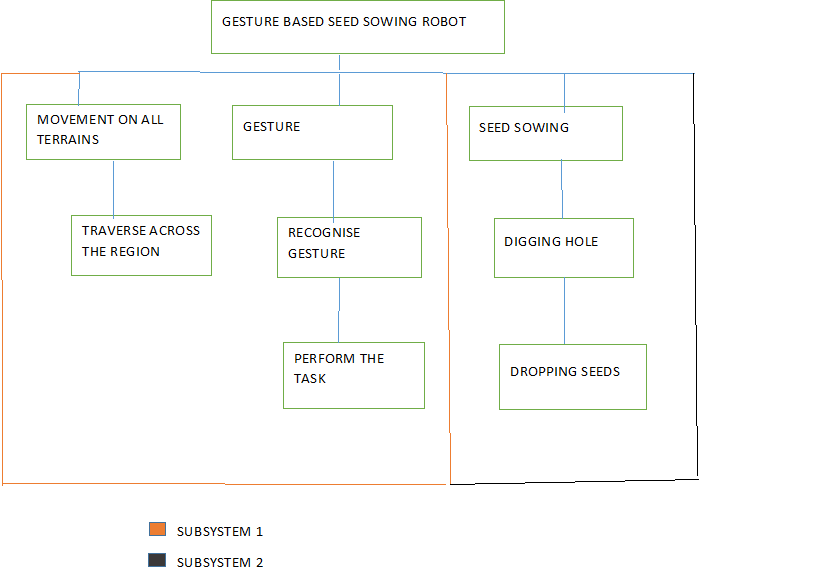 GESTURE BASED SEED SOWING ROBOT
MOVEMENT ON ALL
TERRAINS
TRAVERSE ACROSS
THE REGION
GESTURE
RECOGNISE
GESTURE
PERFORM THE
TASK
SEED SOWING
DIGGING HOLE
DROPPING SEEDS
SUBSYSTEM 1
SUBSYSTEM 2